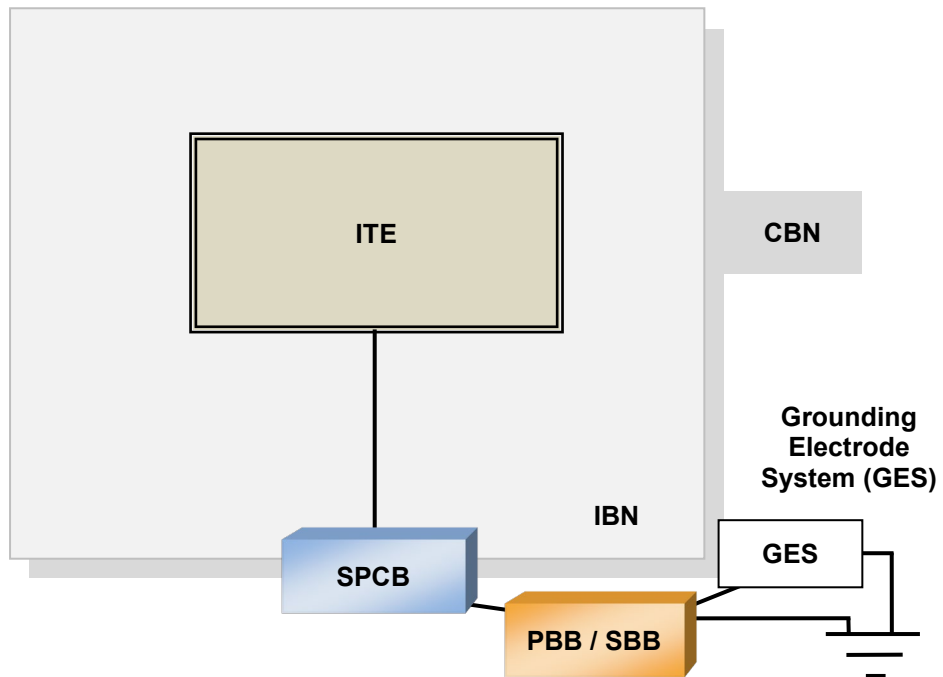 ITE
CBN
Grounding
Electrode
System (GES)
IBN
GES
SPCB
PBB / SBB